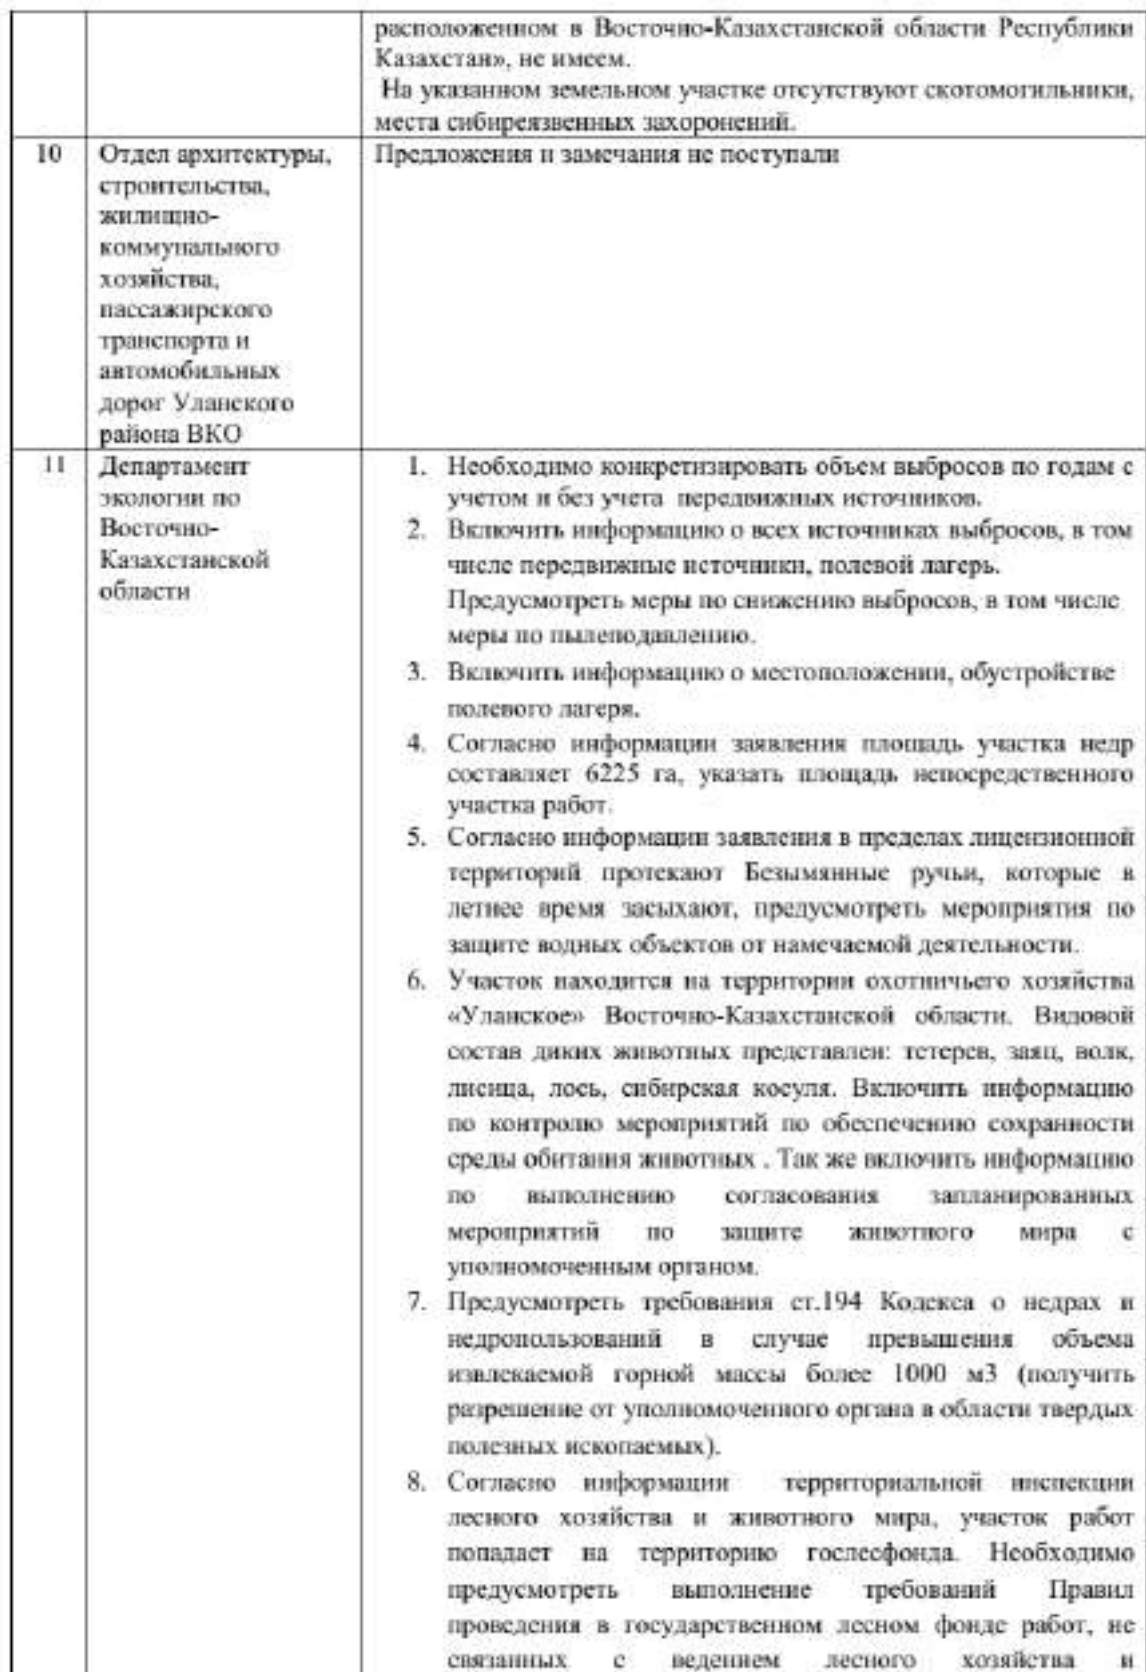 расположенном в Восточно-Казахстанской области Республики
Казахстан», не имеем.
На указанном земельном участке отсутствуют скотомогильники,
места сибиреязвенных захоронений.
10
Отдел архитектуры,
строительства,
жилищно-
коммунального
хозяйства,
пассажирского
транспорта и
автомобильных
дорог Уланского
района ВКО
Предложения и замечания не поступали
11
Департамент
экологии по
Восточно-
Казахстанской
области
1. Необходимо конкретизировать объем выбросов по годам с
учетом и без учета передвижных источников.
2. Включить информацию о всех источниках выбросов, в том
числе передвижные источники, полевой лагерь.
Предусмотреть меры по снижению выбросов, в том числе
меры по пылеподавлению.
3. Включить информацию о местоположении, обустройстве
полевого лагеря.
4. Согласно информации заявления площадь участка недр
составляет 6225 га, указать площадь непосредственного
участка работ.
5. Согласно информации заявления в пределах лицензионной
территорий протекают Безымянные ручьи, которые в
летнее время засыхают, предусмотреть мероприятия по
защите водных объектов от намечаемой деятельности.
6. Участок находится на территории охотничьего хозяйства
«Уланское» Восточно-Казахстанской области. Видовой
состав диких животных представлен: тетерев, заяц, волк,
лисица, лось, сибирская косуля. Включить информацию
по контролю мероприятий по обеспечению сохранности
среды обитания животных . Так же включить информацию
по выполнению согласования запланированных
мероприятий по защите животного мира с
уполномоченным органом.
7. Предусмотреть требования ст.194 Кодекса о недрах и
недропользований в случае превышения объема
извлекаемой горной массы более 1000 м3 (получить
разрешение от уполномоченного органа в области твердых
полезных ископаемых).
8. Согласно информации территориальной инспекции
лесного хозяйства и животного мира, участок работ
попадает на территорию гослесфонда. Необходимо
предусмотреть выполнение требований Правил
проведения в государственном лесном фонде работ, не
связанных с ведением лесного хозяйства и